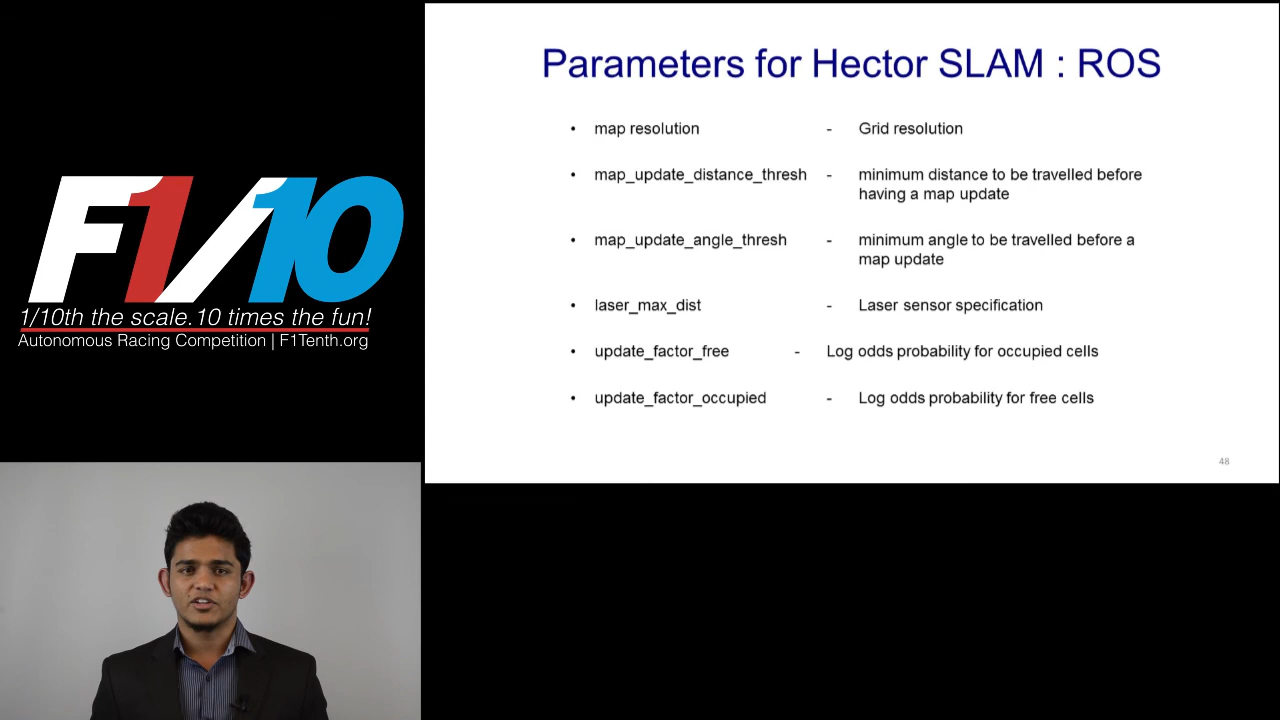 F1/10
1/10th the scale. 10 times the fun!
Autonomous Racing Competition | F1Tenth.org
Parameters for Hector SLAM : ROS
• map resolution - Grid resolution
• map_update_distance_thresh - minimum distance to be travelled before
having a map update
• map_update_angle_thresh - minimum angle to be travelled before a
map update
• laser_max_dist - Laser sensor specification
• update_factor_free - Log odds probability for occupied cells
• update_factor_occupied - Log odds probability for free cells
48